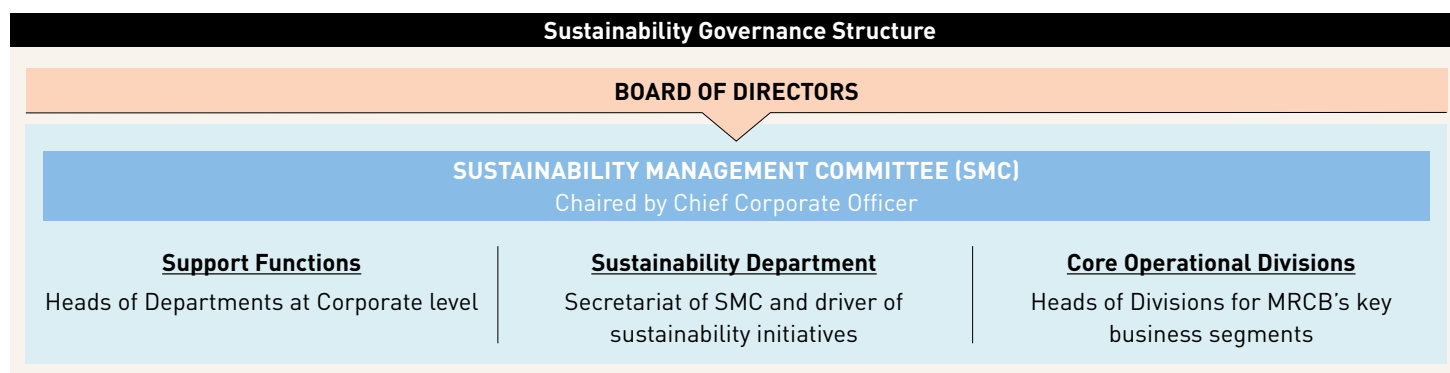 Sustainability Governance Structure
BOARD OF DIRECTORS
SUSTAINABILITY MANAGEMENT COMMITTEE (SMC)
Chaired by Chief Corporate Officer
Support Functions
Heads of Departments at Corporate level
Sustainability Department
Secretariat of SMC and driver of
sustainability initiatives
Core Operational Divisions
Heads of Divisions for MRCB’s key
business segments